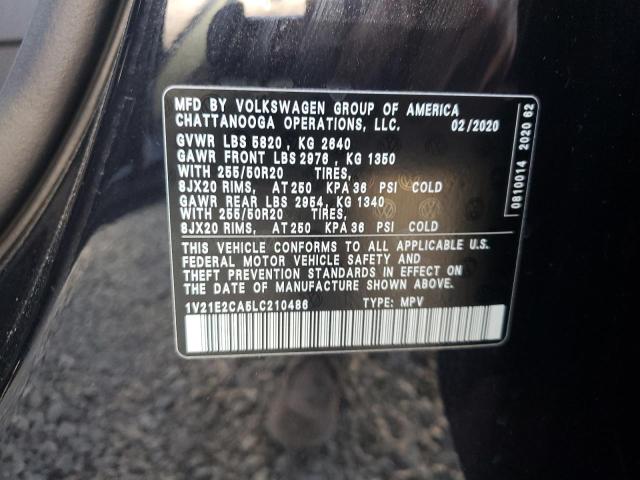 MFD BY VOLKSWAGEN GROUP OF AMERICA
CHATTANOOGA OPERATIONS, LLC. 02/2020
GVWR LBS 5820 , KG 2640
GAWR FRONT LBS 2976 , KG 1350
WITH 255/50R20 TIRES,
8JX20 RIMS, AT 250 KPA 36 PSI COLD
GAWR REAR LBS 2954, KG 1340
WITH 255/50R20 TIRES,
8JX20 RIMS, AT 250 KPA 36 PSI COLD
THIS VEHICLE CONFORMS TO ALL APPLICABLE U.S.
FEDERAL MOTOR VEHICLE SAFETY AND
THEFT PREVENTION STANDARDS IN EFFECT ON
THE DATE OF MANUFACTURE SHOWN ABOVE.
1V21E2CA5LC210486 TYPE: MPV
0810014 2020 62